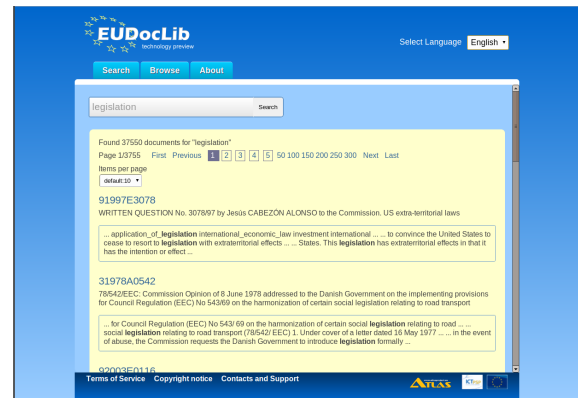 EUDocLib
technology preview
Select Language English
Search Browse About
legislation Search
Found 37550 documents for "legislation"
Page 1/3755 First Previous 1 2 3 4 5 50 100 150 200 250 300 Next Last
Items per page
default:10
91997E3078
WRITTEN QUESTION No. 3078/97 by Jesús CABEZÓN ALONSO to the Commission. US extra-territorial laws
... application_of_legislation international_economic_law investment international ... ... to convince the United States to
cease to resort to legislation with extraterritorial effects ... ... States. This legislation has extraterritorial effects in that it
has the intention or effect ...
31978A0542
78/542/EEC: Commission Opinion of 8 June 1978 addressed to the Danish Government on the implementing provisions
for Council Regulation (EEC) No 543/69 on the harmonization of certain social legislation relating to road transport
... for Council Regulation (EEC) No 543/ 69 on the harmonization of certain social legislation relating to road ... ...
social legislation relating to road transport (78/542/ EEC) 1. Under cover of a letter dated 16 May 1977 ... ... in the event
of abuse, the Commission requests the Danish Government to introduce legislation formally ...
92003E0116
Terms of Service Copyright notice Contacts and Support
ATLAS